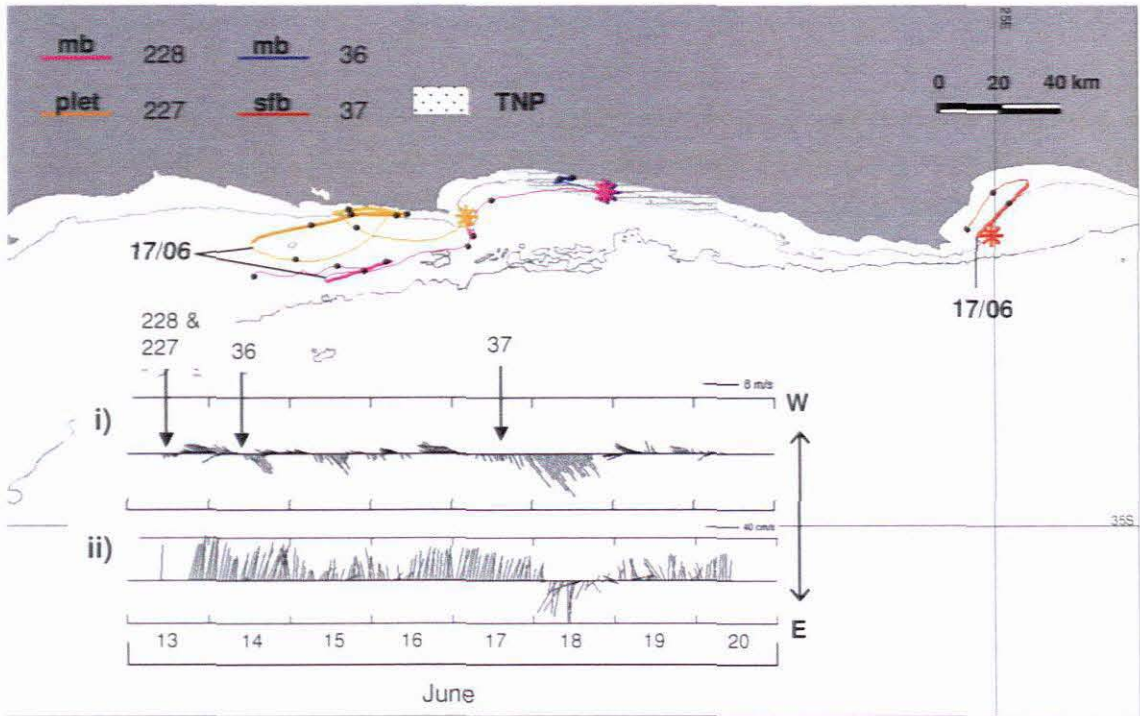 mb 228 mb 36
plet 227 sfb 37 TNP
0 20 40 km
25E
17/06
17/06
228 &
227 36 37
8 m/s
W
i)
40 cm/s
35S
ii)
E
13 14 15 16 17 18 19 20
June